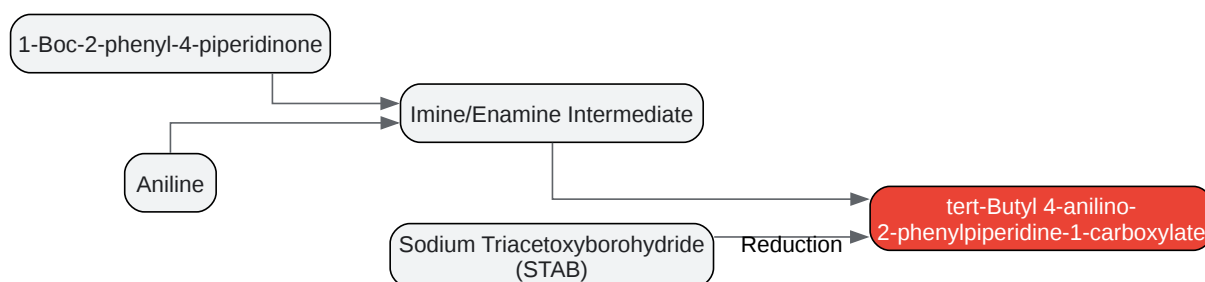 1-Boc-2-phenyl-4-piperidinone
Imine/Enamine Intermediate
Aniline
tert-Butyl 4-anilino-
2-phenylpiperidine-1-carboxylate
Sodium Triacetoxyborohydride
(STAB)
Reduction